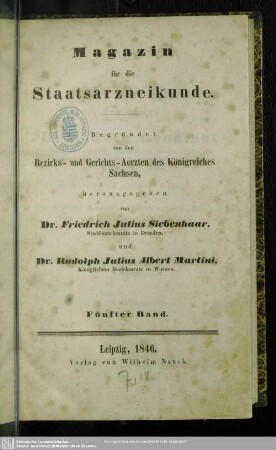 Magazin
für die
Staatsarzneikunde.
Begründet
von den
Bezirks- und Gerichts-Aerzten des Königreiches
Sachsen,
herausgegeben
von
Dr. Friedrich Julius Siebenhaar,
Stadtbezirksarzte in Dresden,
und
Dr. Rudolph Julius Albert Martini,
Königlichem Bezirksarzte in Wurzen.
Fünfter Band.
Leipzig, 1846.
Verlog von Wilhelm Nauck.